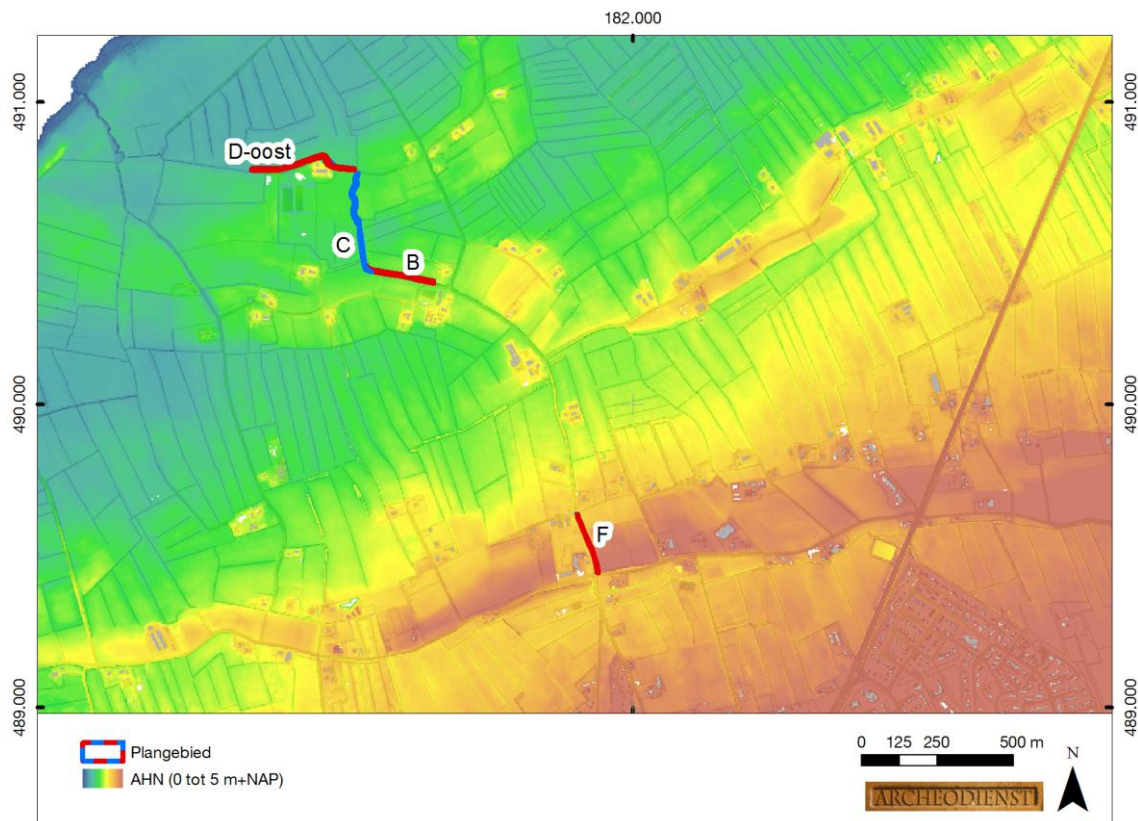 182.000
491.000
491.000
D-oost
C
B
490.000
490.000
F
489.000
489.000
Plangebied
AHN (0 tot 5 m+NAP)
0 125 250 500 m
N
ARCHEODIENST